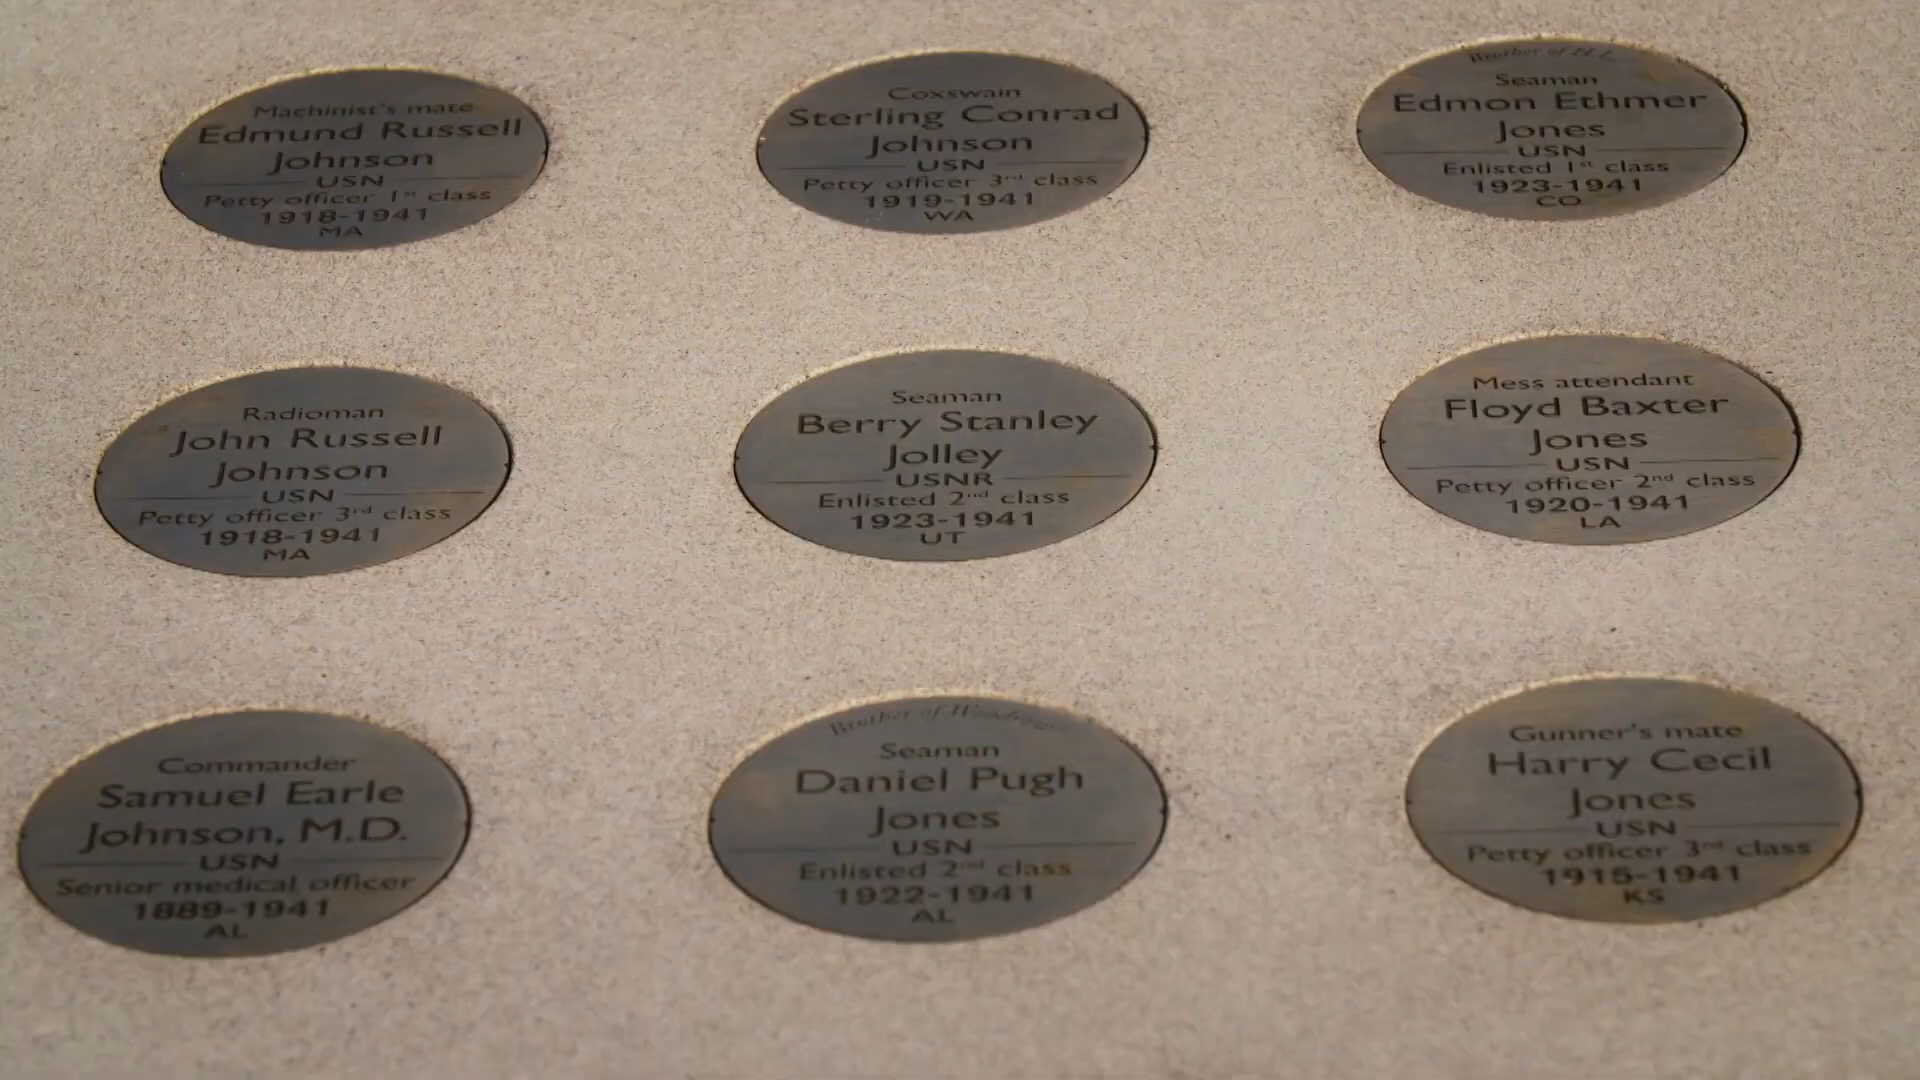 Machinist's mate
Edmund Russell
Johnson
USN
Petty officer 1st class
1918-1941
MA
Coxswain
Sterling Conrad
Johnson
USN
Petty officer 3rd class
1919-1941
WA
Brother of H.L.
Seaman
Edmon Ethmer
Jones
USN
Enlisted 1st class
1923-1941
CO
Radioman
John Russell
Johnson
USN
Petty officer 3rd class
1918-1941
MA
Seaman
Berry Stanley
Jolley
USNR
Enlisted 2nd class
1923-1941
UT
Mess attendant
Floyd Baxter
Jones
USN
Petty officer 2nd class
1920-1941
LA
Commander
Samuel Earle
Johnson, M.D.
USN
Senior medical officer
1889-1941
AL
Brother of Woodrow
Seaman
Daniel Pugh
Jones
USN
Enlisted 2nd class
1922-1941
AL
Gunner's mate
Harry Cecil
Jones
USN
Petty officer 3rd class
1915-1941
KS